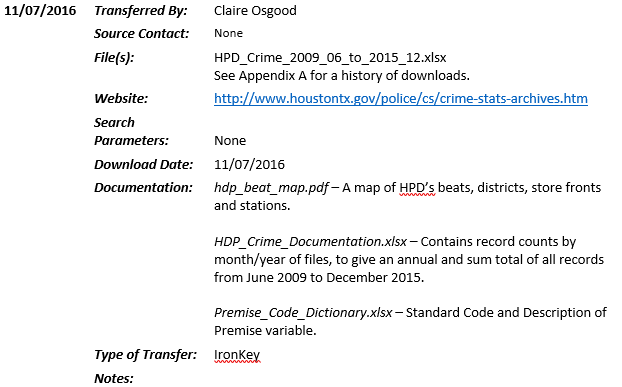 11/07/2016 Transferred By: Claire Osgood
Source Contact: None
File(s): HPD_Crime_2009_06_to_2015_12.xlsx
See Appendix A for a history of downloads.
Website: http://www.houstontx.gov/police/cs/crime-stats-archives.htm
Search
Parameters: None
Download Date: 11/07/2016
Documentation: hdp_beat_map.pdf – A map of HPD's beats, districts, store fronts
and stations.
HDP_Crime_Documentation.xlsx – Contains record counts by
month/year of files, to give an annual and sum total of all records
from June 2009 to December 2015.
Premise_Code_Dictionary.xlsx – Standard Code and Description of
Premise variable.
Type of Transfer: IronKey
Notes: